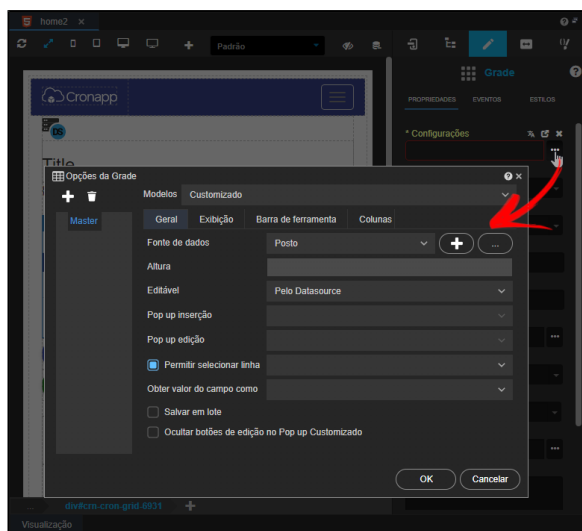 home2 ×
Padrão
Grade
Cronapp
PROPRIEDADES EVENTOS ESTILOS
DS
* Configurações
Title
Opções da Grade
Modelos Customizado
Master
Geral Exibição Barra de ferramenta Colunas
Fonte de dados Posto + ...
Altura
Editável Pelo Datasource
Pop up inserção
Pop up edição
Permitir selecionar linha
Obter valor do campo como
Salvar em lote
Ocultar botões de edição no Pop up Customizado
OK Cancelar
... div#crn-cron-grid-6931 +
Visualização